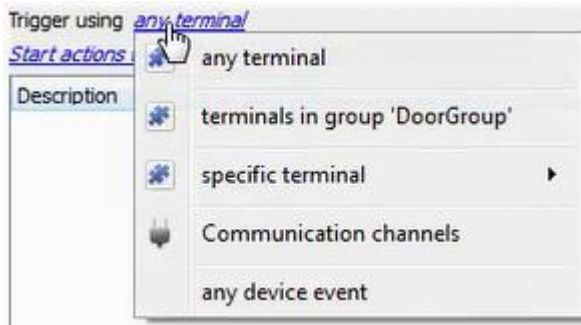 Trigger using any terminal
Start actions
any terminal
Description
terminals in group 'DoorGroup'
specific terminal
Communication channels
any device event